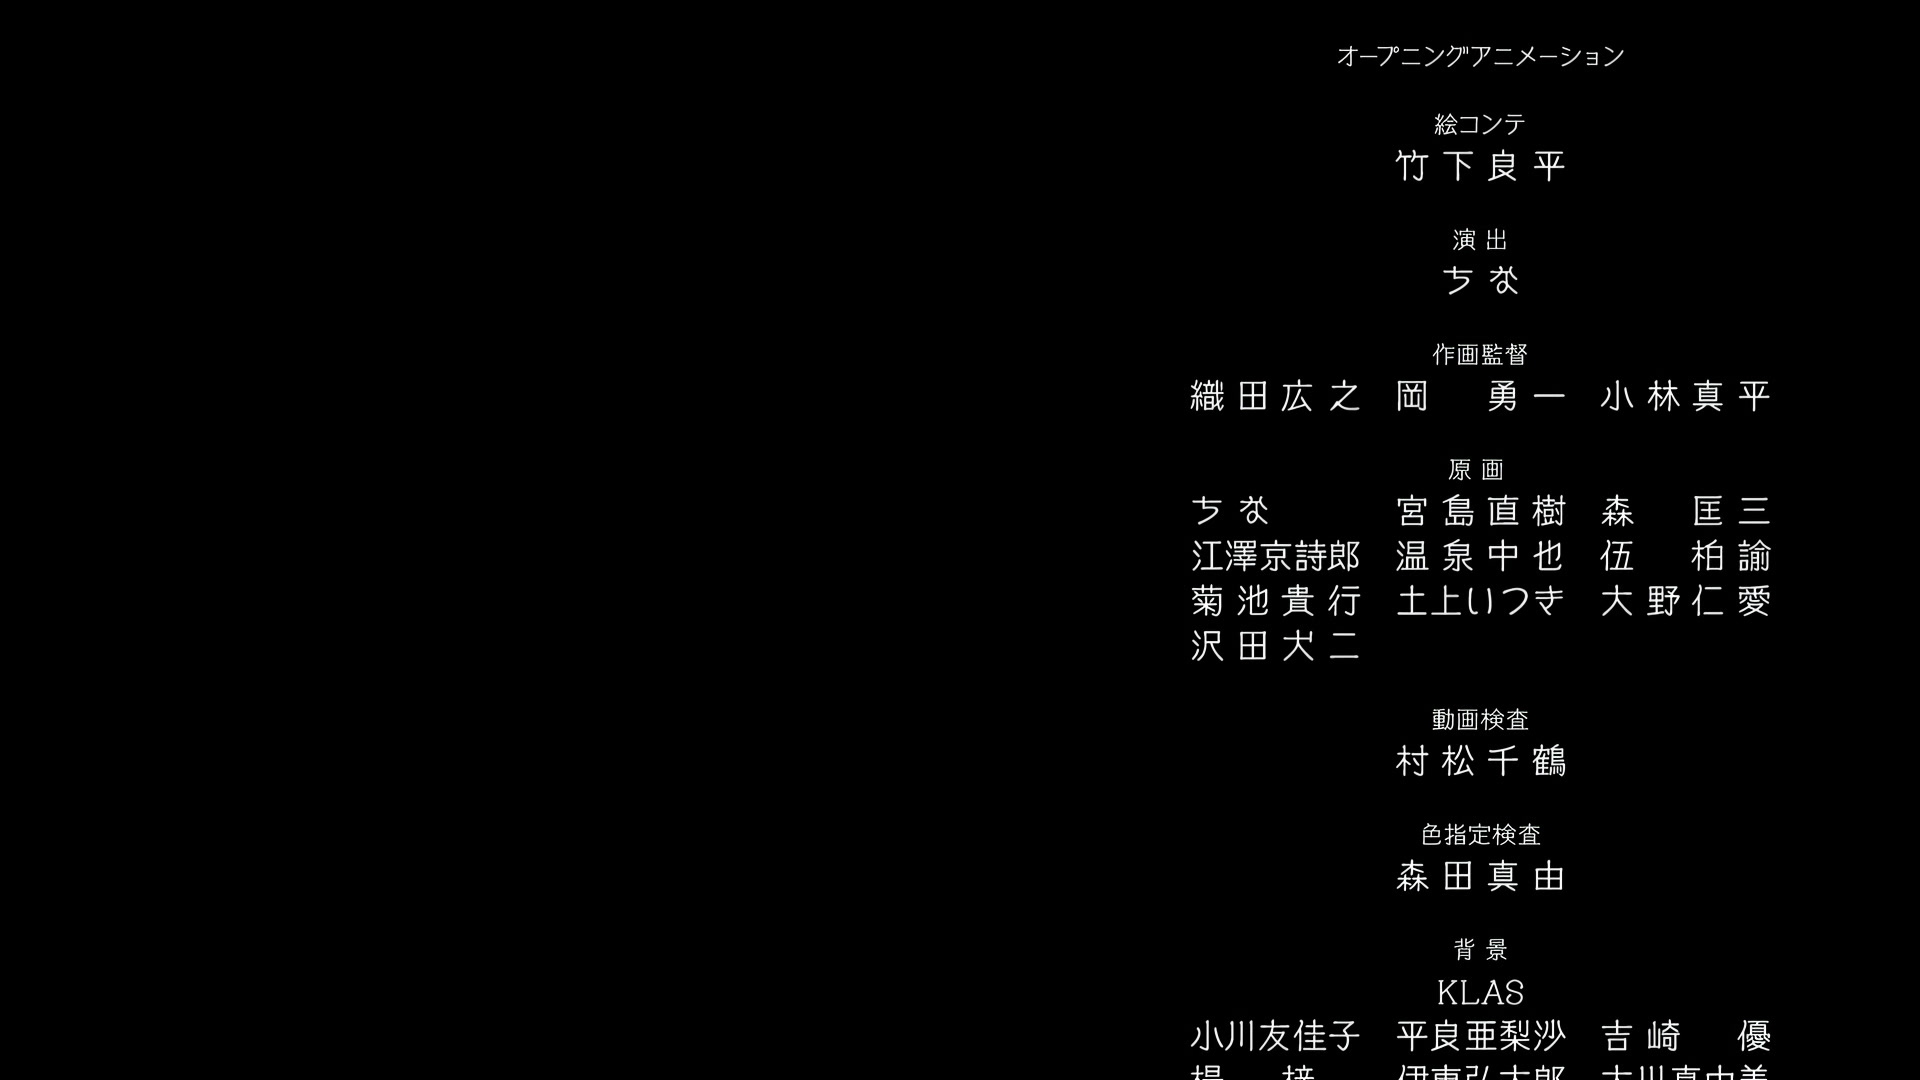 オープニングアニメーション
絵コンテ
竹下良平
演出
ちな
作画監督
織田広之 岡 勇一 小林真平
原画
ちな 宮島直樹 森 匡三
江澤京詩郎 温泉中也 伍 柏諭
菊池貴行 土上いつき 大野仁愛
沢田犬二
動画検査
村松千鶴
色指定検査
森田真由
背景
KLAS
小川友佳子 平良亜梨沙 吉崎 優